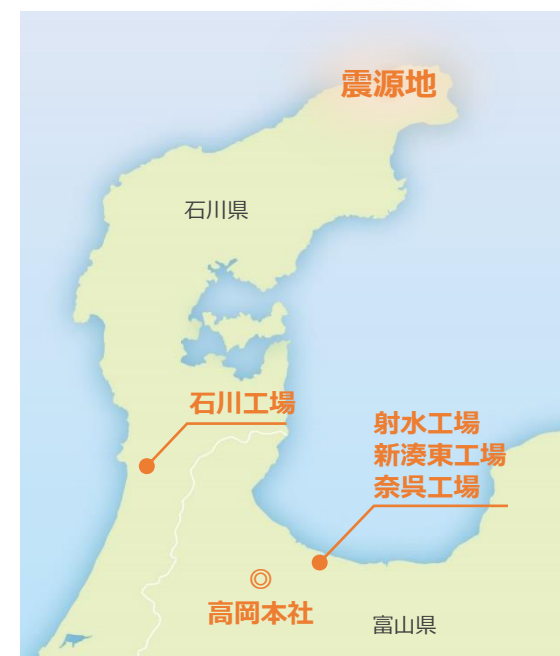 震源地
石川県
石川工場
射水工場
新湊東工場
奈呉工場
高岡本社
富山県